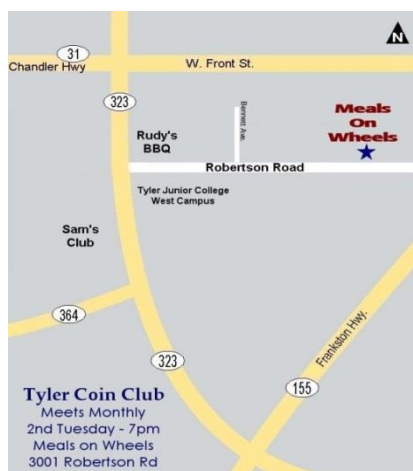 N
31
Chandler Hwy
W. Front St.
323
Rudy's
BBQ
Bennett Ave.
Meals
On
Wheels
Robertson Road
Tyler Junior College
West Campus
Sam's
Club
364
323
Frankston Hwy.
155
Tyler Coin Club
Meets Monthly
2nd Tuesday - 7pm
Meals on Wheels
3001 Robertson Rd